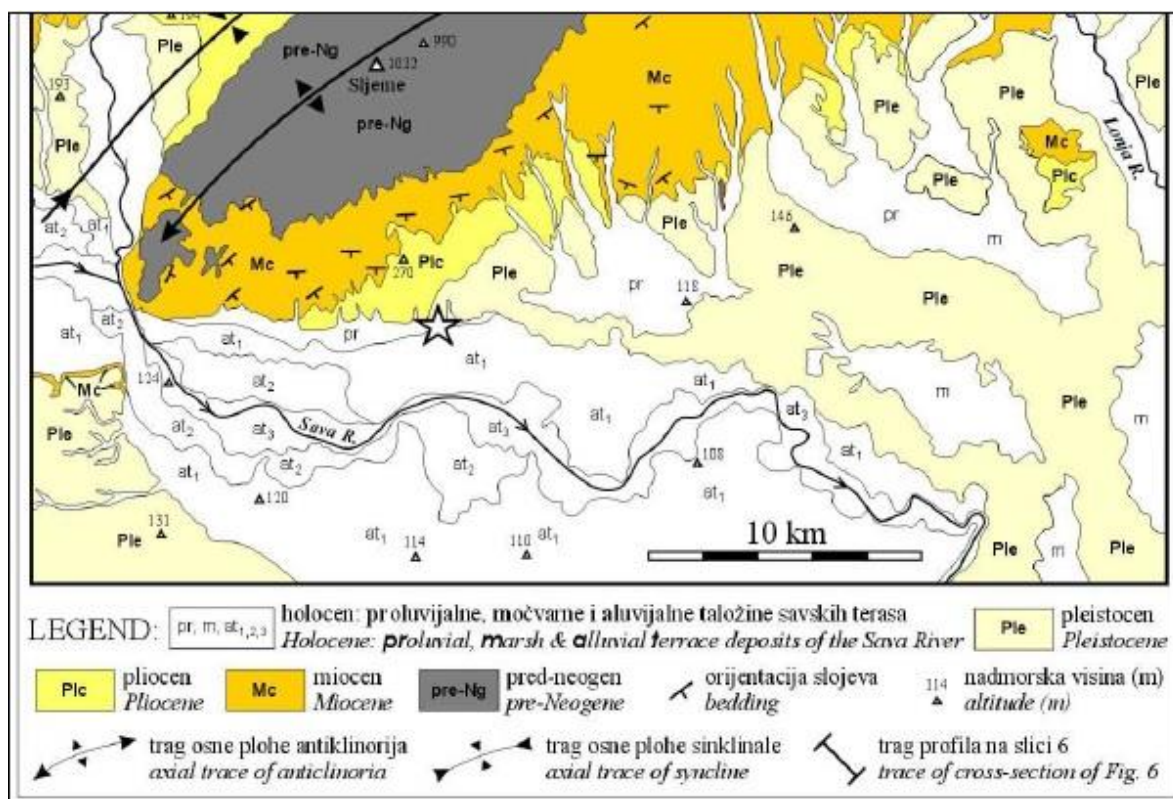 194
Ple
pre-Ng
990
1032
Sljeme
Mc
Ple
Ple
Ple
193
Ple
pre-Ng
Lonja R.
Mc
Plc
Ple
at₂
at₁
146
pr
m
Ple
Mc
270
Plc
Ple
Ple
pr
118
Ple
at₂
at₁
at₁
pr
at₁
at₁
m
Mc
124
at₂
at₁
at₃
Ple
Ple
at₂
at₃
Sava R.
at₃
at₁
m
at₁
at₂
at₂
108
at₁
120
at₁
131
Ple
at₁
114
110
at₁
10 km
Ple
m
Ple
LEGEND:
pr, m, at₁,₂,₃
holocen: proluvijalne, močvarne i aluvijalne taložine savskih terasa
Holocene: proluvial, marsh & alluvial terrace deposits of the Sava River
Ple
pleistocen
Pleistocene
Plc
pliocen
Pliocene
Mc
miocen
Miocene
pre-Ng
pred-neogen
pre-Neogene
orijentacija slojeva
bedding
114
nadmorska visina (m)
altitude (m)
trag osne plohe antiklinorija
axial trace of anticlinoria
trag osne plohe sinklinale
axial trace of syncline
trag profila na slici 6
trace of cross-section of Fig. 6